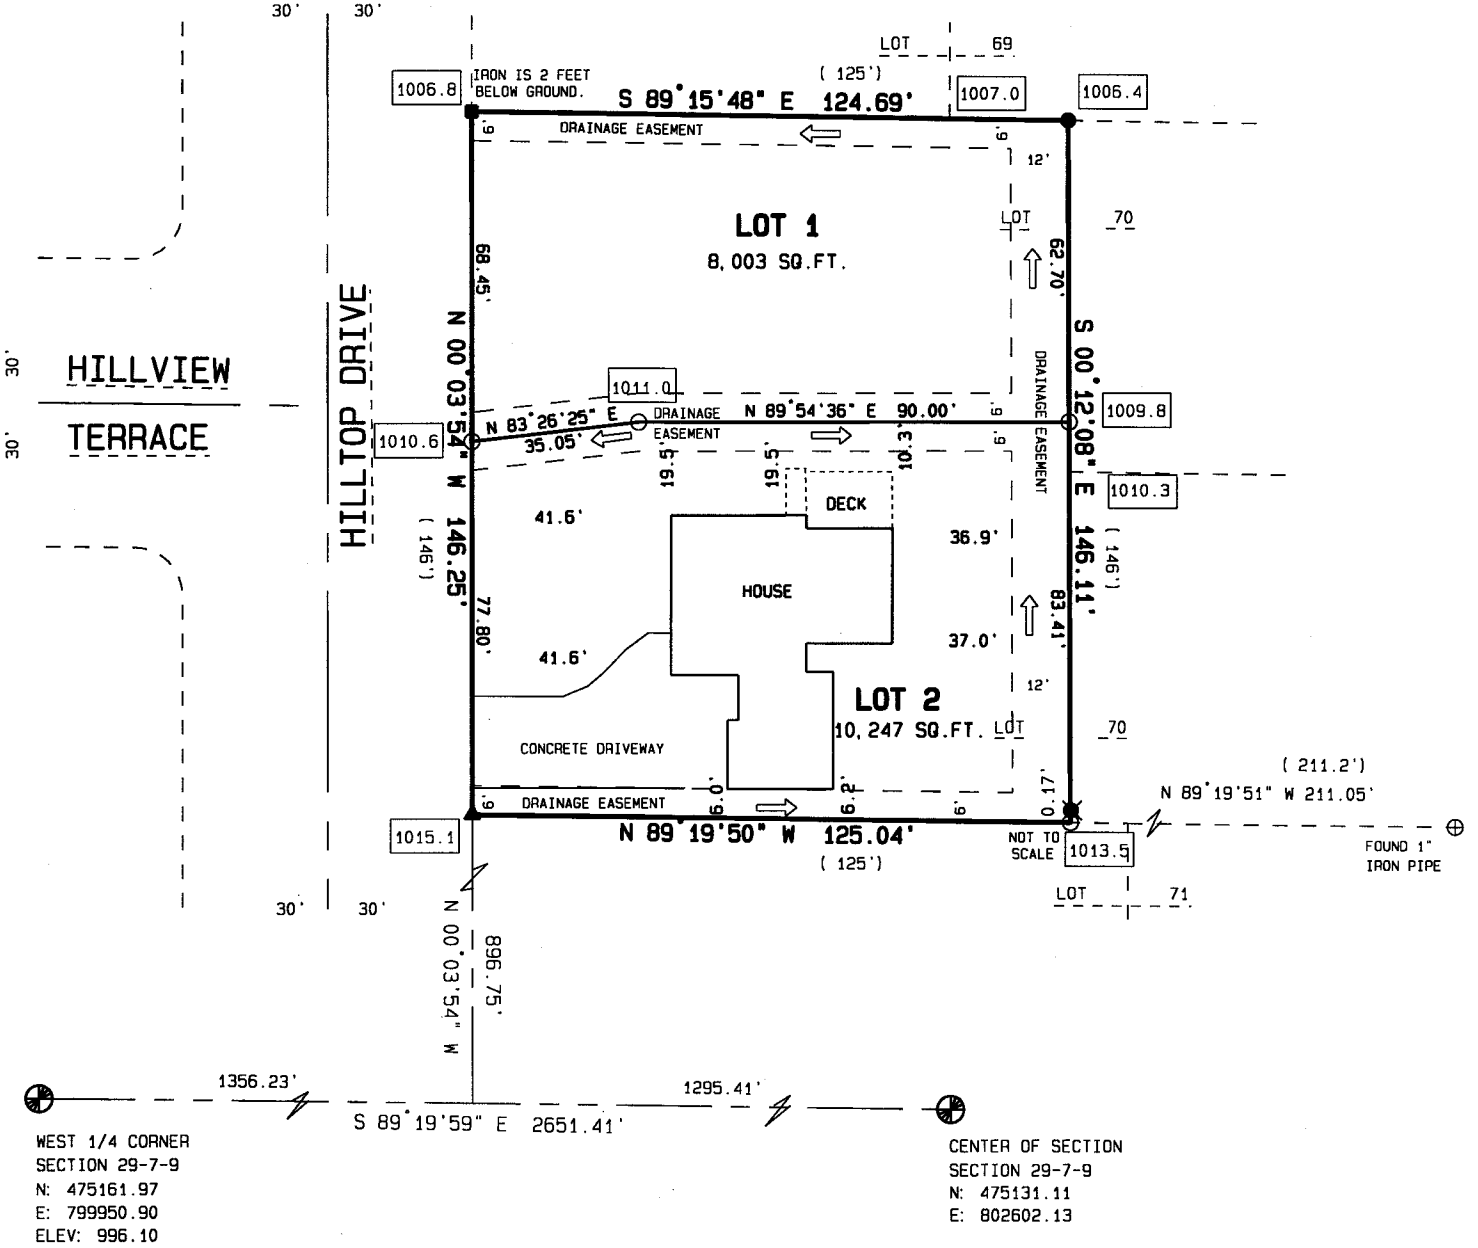 30' 30'
LOT 69
( 125')
1006.8
IRON IS 2 FEET
BELOW GROUND.
S 89°15'48" E 124.69'
1007.0
1006.4
6'
DRAINAGE EASEMENT
6'
12'
LOT 1
8,003 SQ.FT.
LOT 70
68.45'
62.70'
N 00°03'54" W 146.25'
( 146')
S 00°12'08" E 146.11'
( 146')
HILLTOP DRIVE
30'
HILLVIEW
TERRACE
30'
1011.0
DRAINAGE EASEMENT
N 83°26'25" E
35.05'
DRAINAGE
EASEMENT
N 89°54'36" E 90.00'
6'
6'
1009.8
1010.6
19.5'
19.5'
10.3'
1010.3
DECK
41.6'
36.9'
HOUSE
77.80'
83.41'
41.6'
37.0'
12'
LOT 2
10,247 SQ.FT.
LOT 70
CONCRETE DRIVEWAY
( 211.2')
N 89°19'51" W 211.05'
6'
DRAINAGE EASEMENT
6.0'
6.2'
6'
0.17'
1015.1
N 89°19'50" W 125.04'
( 125')
NOT TO
SCALE
1013.5
FOUND 1"
IRON PIPE
LOT 71
30' 30'
N 00°03'54" W
896.75'
1356.23'
1295.41'
S 89°19'59" E 2651.41'
WEST 1/4 CORNER
SECTION 29-7-9
N: 475161.97
E: 799950.90
ELEV: 996.10
CENTER OF SECTION
SECTION 29-7-9
N: 475131.11
E: 802602.13